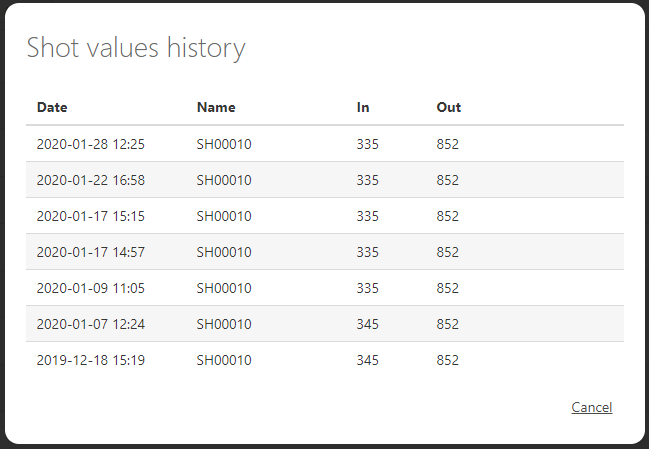 Shot values history
Date Name In Out
2020-01-28 12:25 SH00010 335 852
2020-01-22 16:58 SH00010 335 852
2020-01-17 15:15 SH00010 335 852
2020-01-17 14:57 SH00010 335 852
2020-01-09 11:05 SH00010 335 852
2020-01-07 12:24 SH00010 345 852
2019-12-18 15:19 SH00010 345 852
Cancel